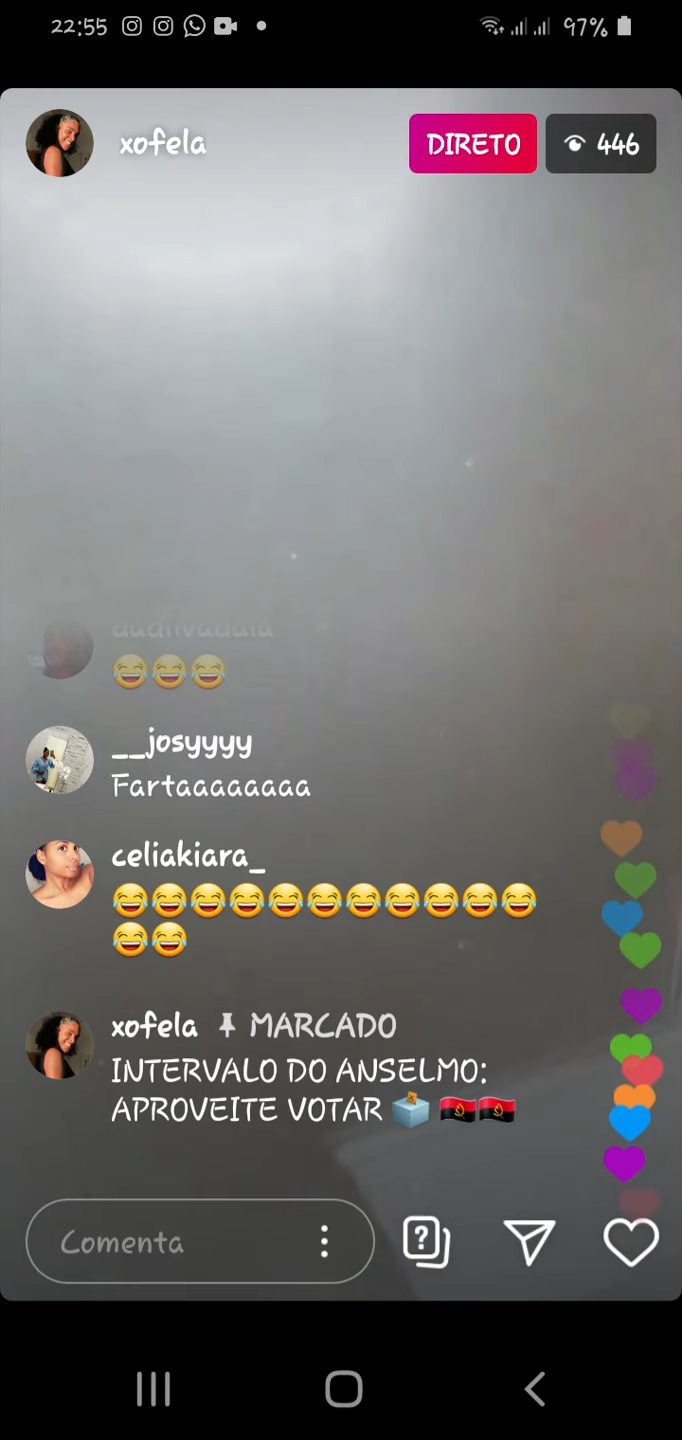 22:55
97%
xofela
DIRETO
446
😂😂😂
__josyyyy
Fartaaaaaaaa
celiakiara_
😂😂😂😂😂😂😂😂😂😂😂
😂😂
xofela MARCADO
INTERVALO DO ANSELMO:
APROVEITE VOTAR 🗳️ 🇦🇴🇦🇴
Comenta